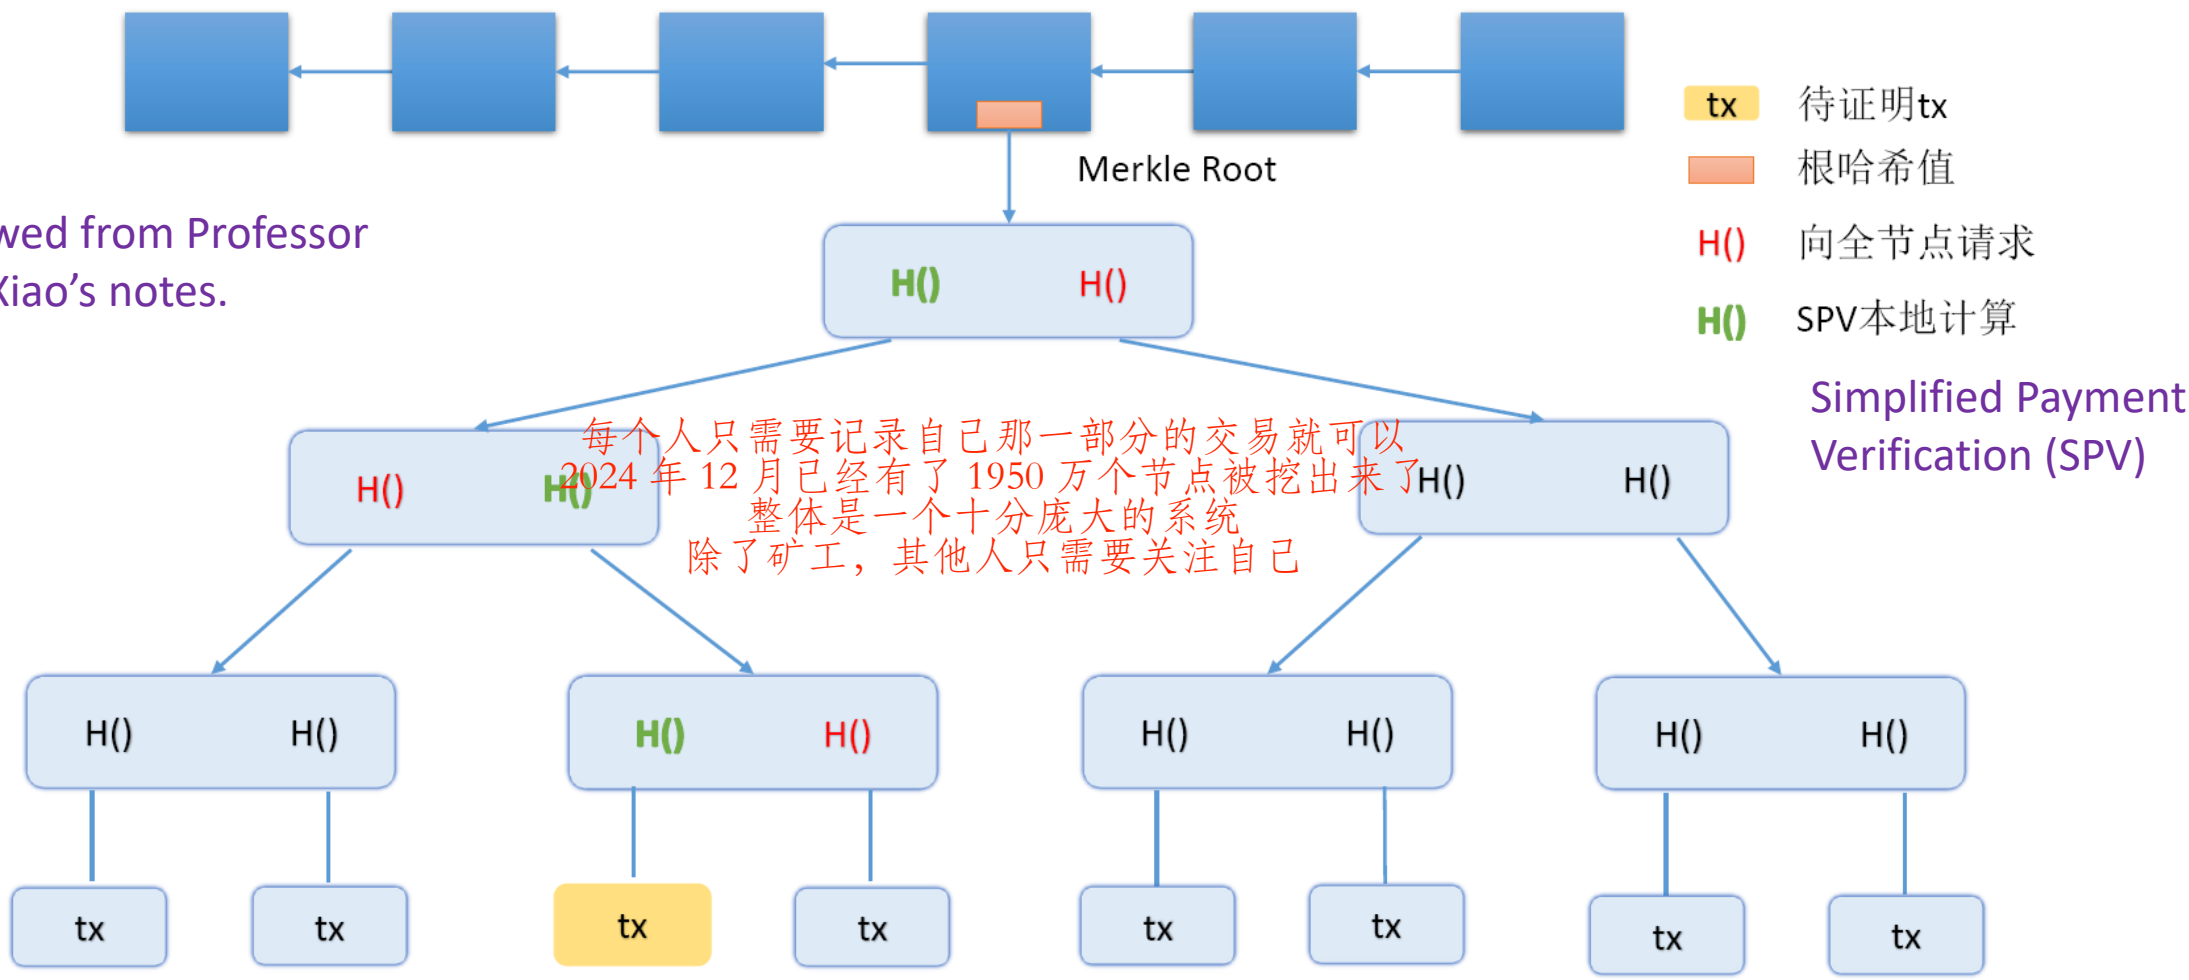 Merkle Root
tx 待证明tx
根哈希值
H() 向全节点请求
H() SPV本地计算
from Professor
Xiao’s notes.
Simplified Payment
Verification (SPV)
H() H()
每个人只需要记录自己那一部分的交易就可以
2024 年 12 月已经有了 1950 万个节点被挖出来了
整体是一个十分庞大的系统
除了矿工，其他人只需要关注自己
H() H() H() H()
H() H() H() H() H() H() H() H()
tx tx tx tx tx tx tx tx